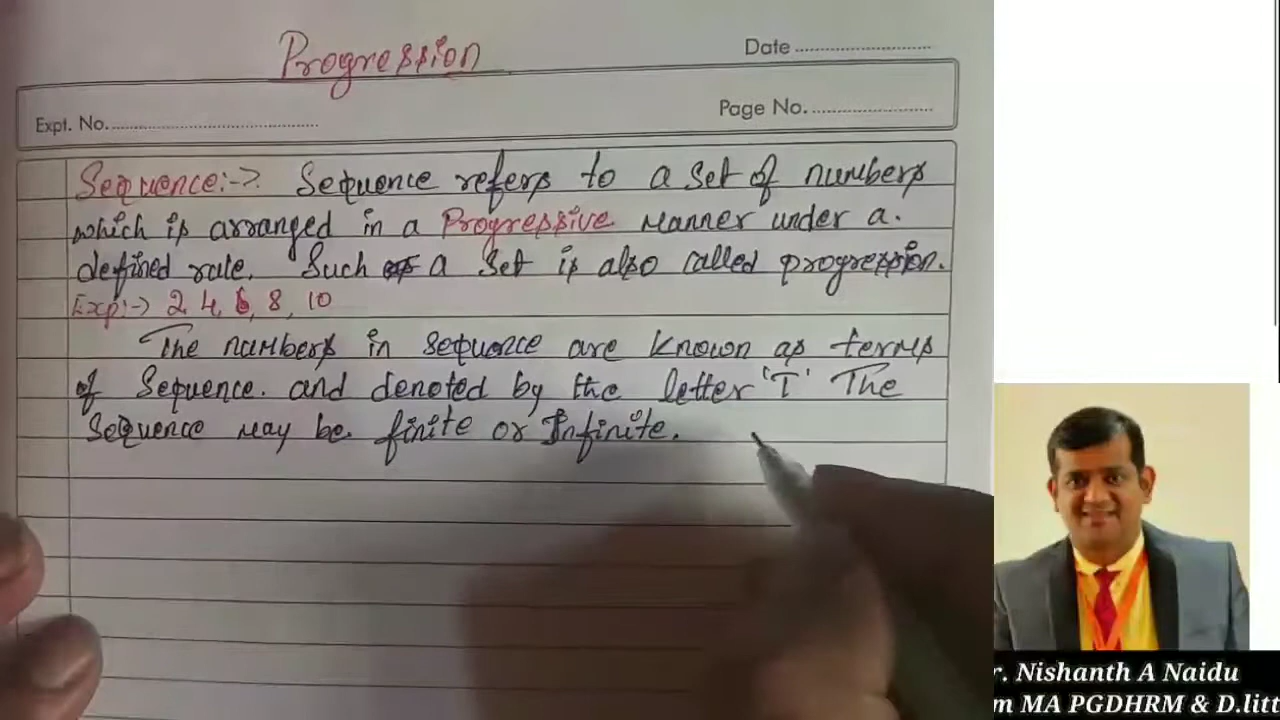 Progression
Date
Expt. No.
Page No.
Sequence:-> Sequence refers to a set of numbers
which is arranged in a Progressive manner under a.
defined rule. Such a set is also called progression.
Exp:-> 2, 4, 6, 8, 10
The numbers in sequence are known as terms
of sequence. and denoted by the letter 'T' The
Sequence may be finite or Infinite.
r. Nishanth A Naidu
m MA PGDHRM & D.litt